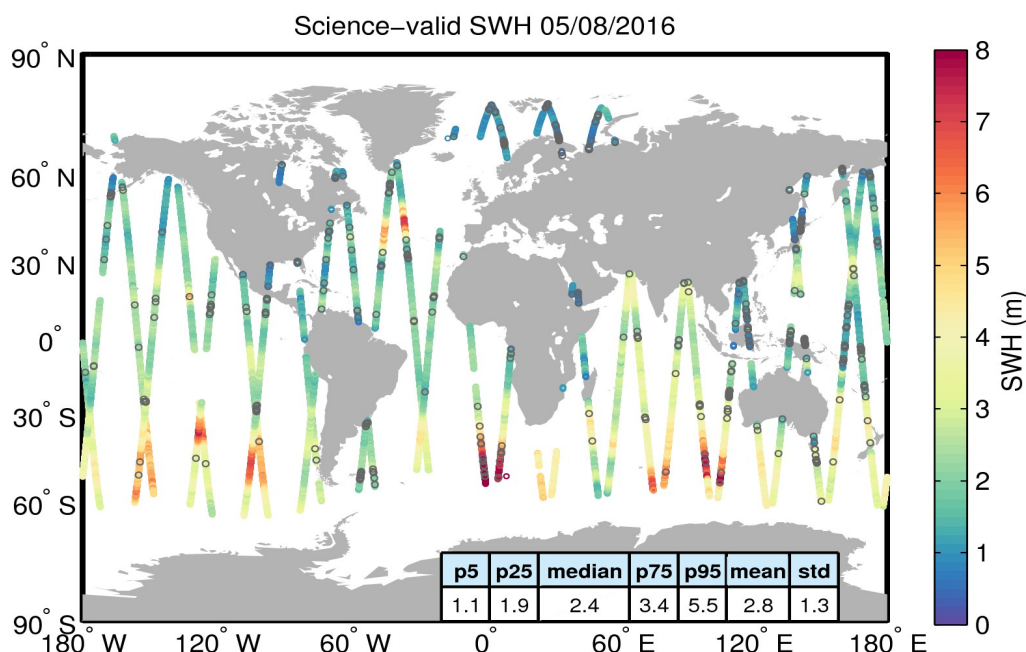 Science–valid SWH 05/08/2016
90° N
60° N
30° N
0°
30° S
60° S
90° S
180° W
120° W
60° W
0°
60° E
120° E
180° E
8
7
6
5
4
3
2
1
0
SWH (m)
p5 p25 median p75 p95 mean std
1.1 1.9 2.4 3.4 5.5 2.8 1.3